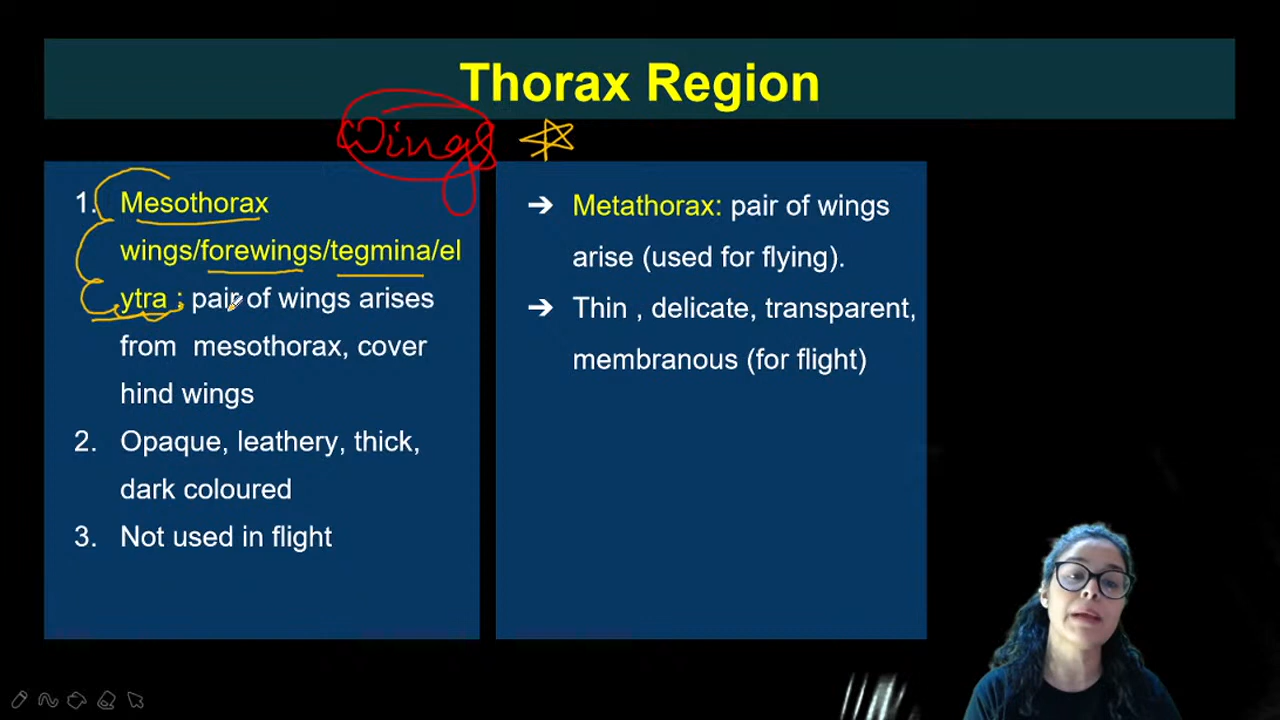 Thorax Region
Wings
1. Mesothorax
wings/forewings/tegmina/el
ytra : pair of wings arises
from mesothorax, cover
hind wings
2. Opaque, leathery, thick,
dark coloured
3. Not used in flight
➔ Metathorax: pair of wings
arise (used for flying).
➔ Thin , delicate, transparent,
membranous (for flight)